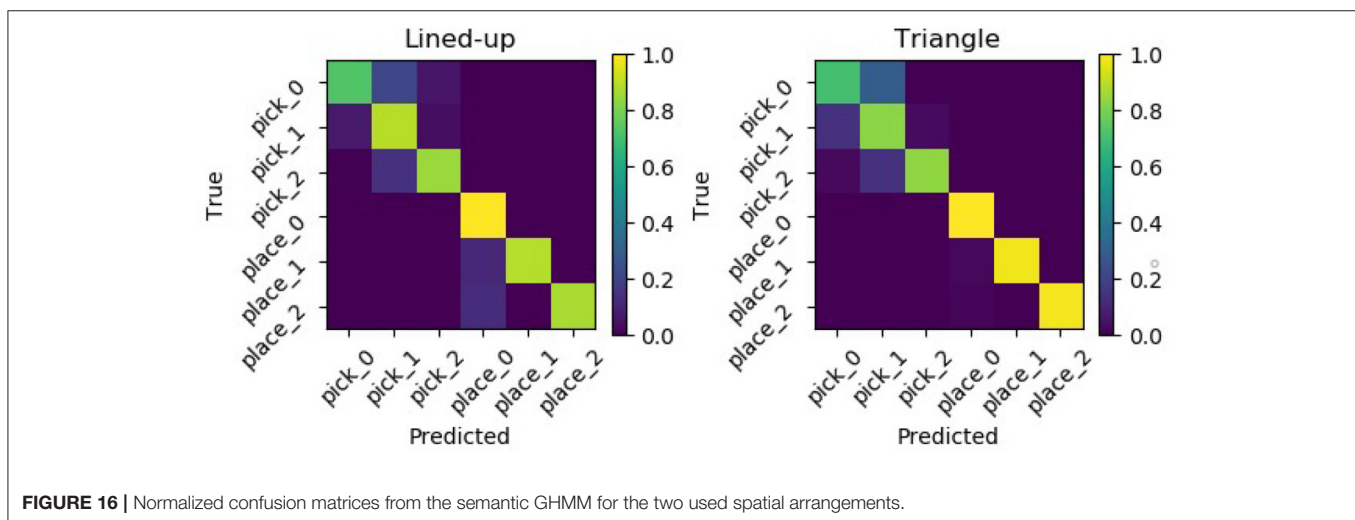 Lined-up
Triangle
True
pick_0
pick_1
pick_2
place_0
place_1
place_2
pick_0
pick_1
pick_2
place_0
place_1
place_2
Predicted
1.0
0.8
0.6
0.4
0.2
0.0
True
pick_0
pick_1
pick_2
place_0
place_1
place_2
pick_0
pick_1
pick_2
place_0
place_1
place_2
Predicted
1.0
0.8
0.6
0.4
0.2
0.0
FIGURE 16 | Normalized confusion matrices from the semantic GHMM for the two used spatial arrangements.